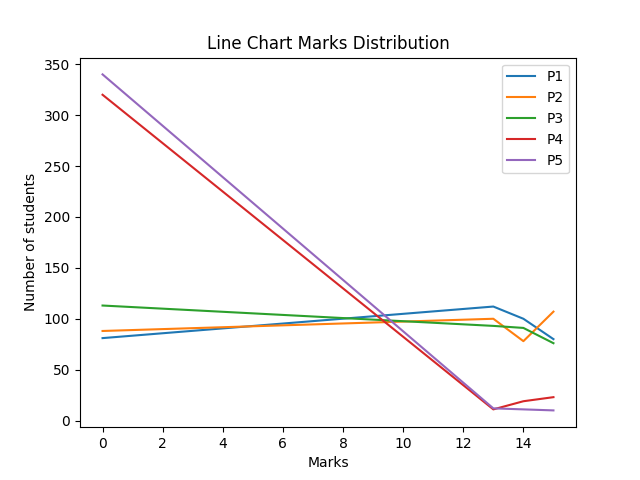 Line Chart Marks Distribution
350
300
250
200
150
100
50
0
Number of students
P1
P2
P3
P4
P5
0 2 4 6 8 10 12 14
Marks